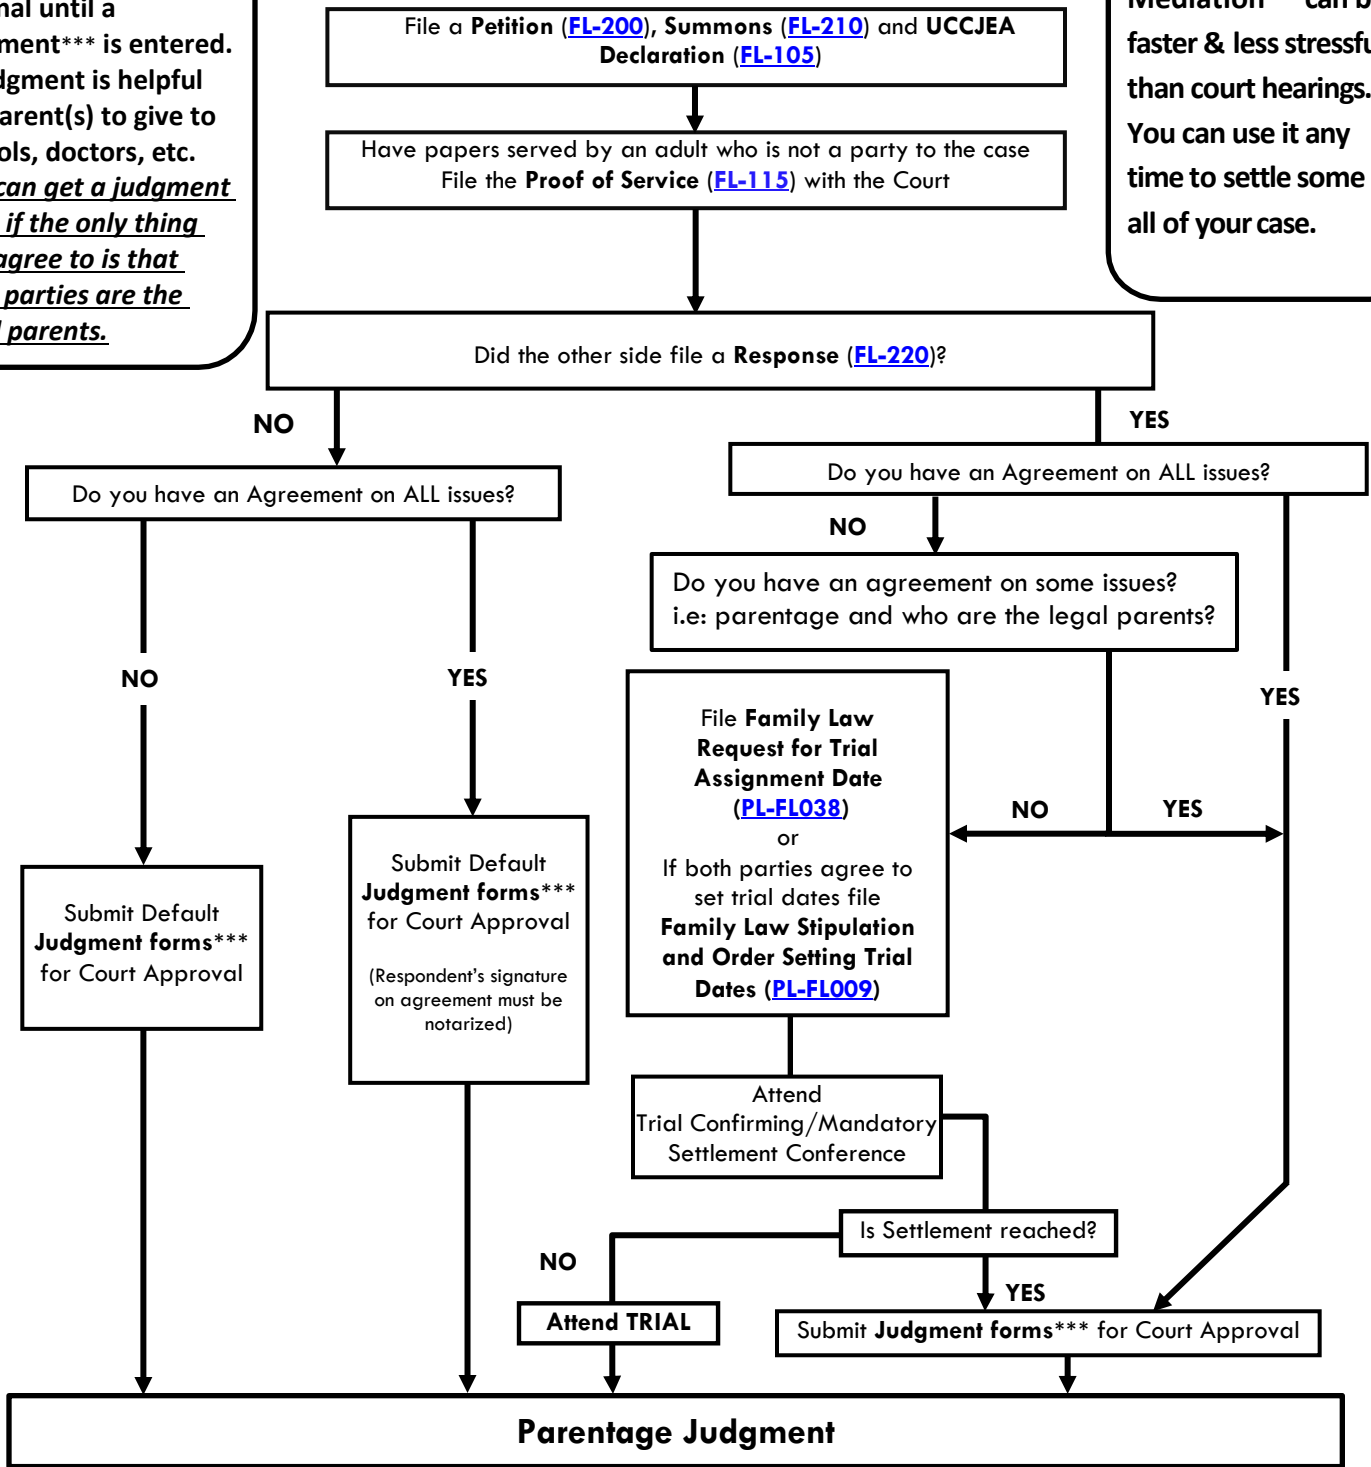 nal until a
ment*** is entered.
dgment is helpful
arent(s) to give to
ols, doctors, etc.
can get a judgment
if the only thing
agree to is that
parties are the
parents.
File a Petition (FL-200), Summons (FL-210) and UCCJEA
Declaration (FL-105)
Have papers served by an adult who is not a party to the case
File the Proof of Service (FL-115) with the Court
Mediation can b
faster & less stressfu
than court hearings.
You can use it any
time to settle some
all of your case.
Did the other side file a Response (FL-220)?
NO
YES
Do you have an Agreement on ALL issues?
Do you have an Agreement on ALL issues?
NO
Do you have an agreement on some issues?
i.e: parentage and who are the legal parents?
NO
YES
YES
File Family Law
Request for Trial
Assignment Date
(PL-FL038)
or
If both parties agree to
set trial dates file
Family Law Stipulation
and Order Setting Trial
Dates (PL-FL009)
NO
YES
Submit Default
Judgment forms***
for Court Approval
Submit Default
Judgment forms***
for Court Approval
(Respondent's signature
on agreement must be
notarized)
Attend
Trial Confirming/Mandatory
Settlement Conference
Is Settlement reached?
NO
YES
Attend TRIAL
Submit Judgment forms*** for Court Approval
Parentage Judgment